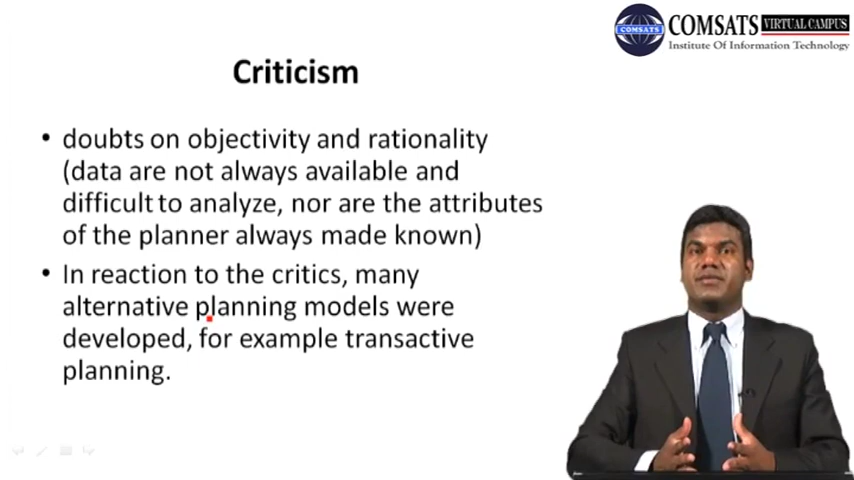 COMSATS VIRTUAL CAMPUS
COMSATS
Institute Of Information Technology
Criticism
• doubts on objectivity and rationality
(data are not always available and
difficult to analyze, nor are the attributes
of the planner always made known)
• In reaction to the critics, many
alternative planning models were
developed, for example transactive
planning.